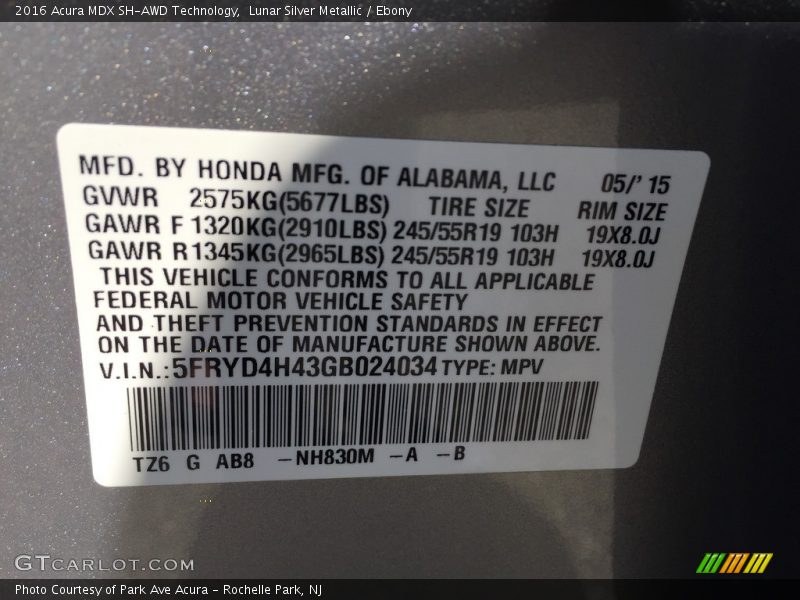 2016 Acura MDX SH-AWD Technology,  Lunar Silver Metallic / Ebony
MFD. BY HONDA MFG. OF ALABAMA, LLC 05/' 15
GVWR 2575KG(5677LBS) TIRE SIZE RIM SIZE
GAWR F 1320KG(2910LBS) 245/55R19 103H 19X8.0J
GAWR R1345KG(2965LBS) 245/55R19 103H 19X8.0J
THIS VEHICLE CONFORMS TO ALL APPLICABLE
FEDERAL MOTOR VEHICLE SAFETY
AND THEFT PREVENTION STANDARDS IN EFFECT
ON THE DATE OF MANUFACTURE SHOWN ABOVE.
V.I.N.:5FRYD4H43GB024034 TYPE: MPV
TZ6 G AB8 -NH830M -A -B
GTCARLOT.COM
Photo Courtesy of Park Ave Acura - Rochelle Park, NJ